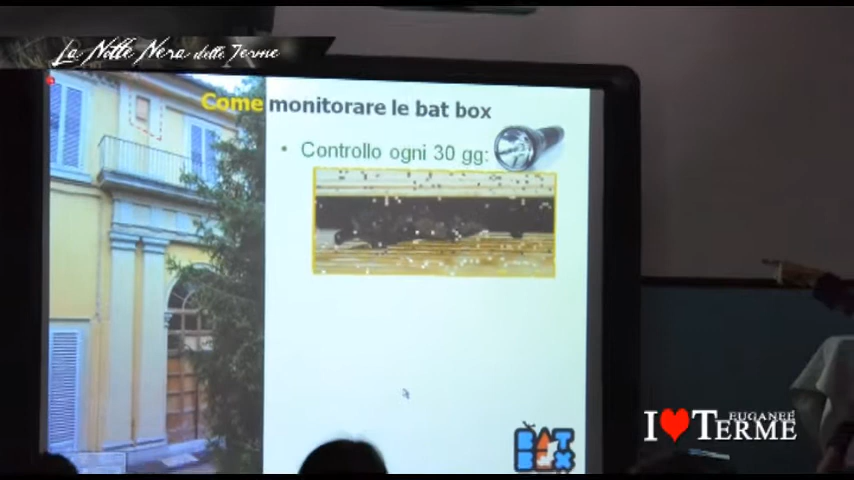 La Notte Nera delle Terme
Come monitorare le bat box
• Controllo ogni 30 gg:
BAT
BOX
I ❤ TERME
EUGANEE